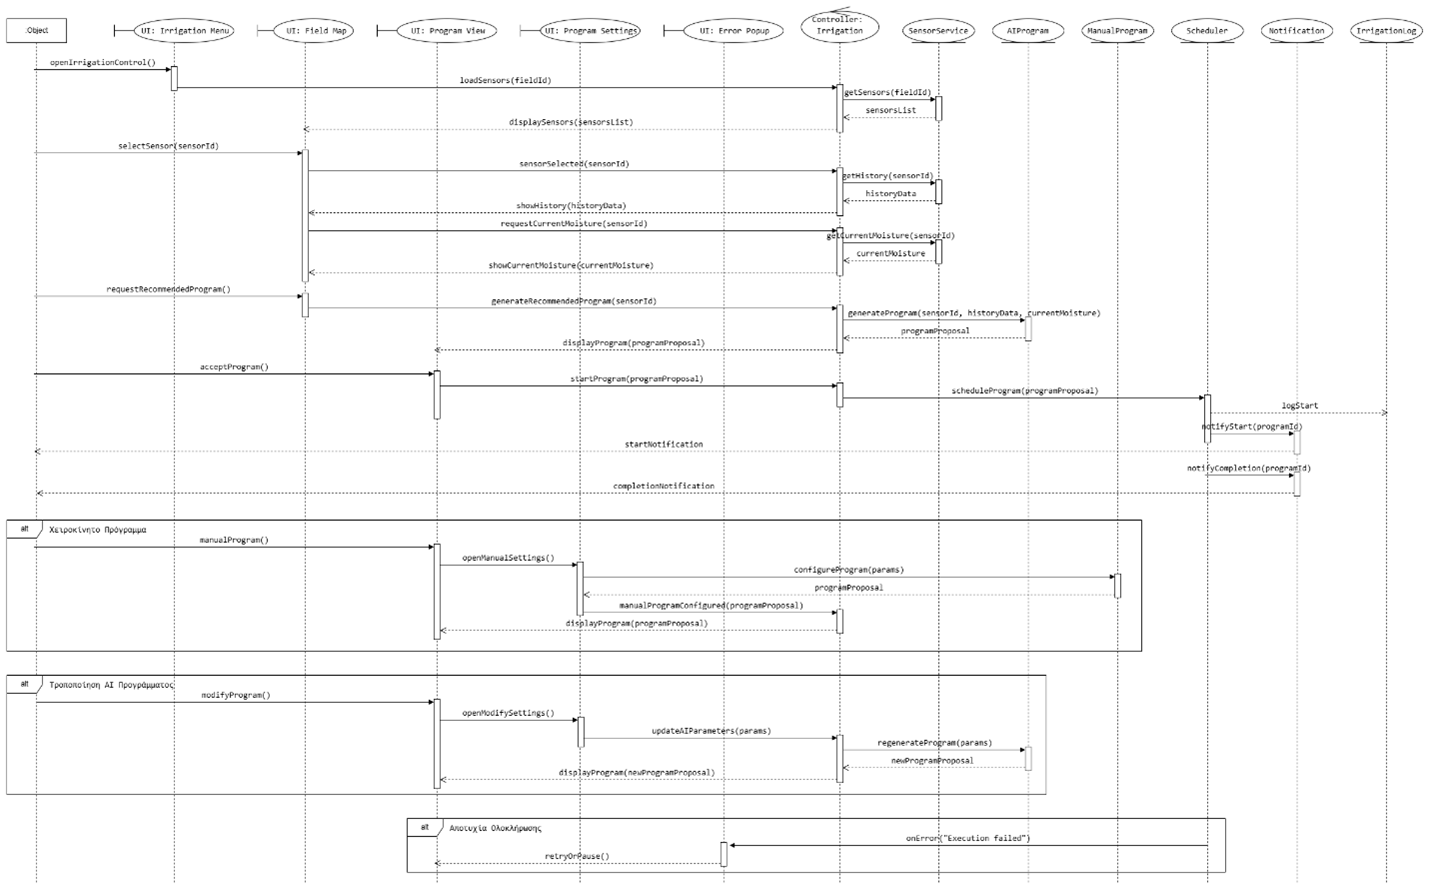 :Object
UI: Irrigation Menu
UI: Field Map
UI: Program View
UI: Program Settings
UI: Error Popup
Controller:
Irrigation
SensorService
AIProgram
ManualProgram
Scheduler
Notification
IrrigationLog
openIrrigationControl()
loadSensors(fieldId)
getSensors(fieldId)
sensorsList
displaySensors(sensorsList)
selectSensor(sensorId)
sensorSelected(sensorId)
getHistory(sensorId)
historyData
showHistory(historyData)
requestCurrentMoisture(sensorId)
getCurrentMoisture(sensorId)
currentMoisture
showCurrentMoisture(currentMoisture)
requestRecommendedProgram()
generateRecommendedProgram(sensorId)
generateProgram(sensorId, historyData, currentMoisture)
programProposal
displayProgram(programProposal)
acceptProgram()
startProgram(programProposal)
scheduleProgram(programProposal)
logStart
notifyStart(programId)
startNotification
notifyCompletion(programId)
completionNotification
alt
Χειροκίνητο Πρόγραμμα
manualProgram()
openManualSettings()
configureProgram(params)
programProposal
manualProgramConfigured(programProposal)
displayProgram(programProposal)
alt
Τροποποίηση AI Προγράμματος
modifyProgram()
openModifySettings()
updateAIParameters(params)
regenerateProgram(params)
newProgramProposal
displayProgram(newProgramProposal)
alt
Αποτυχία Ολοκλήρωσης
onError("Execution failed")
retryOrPause()